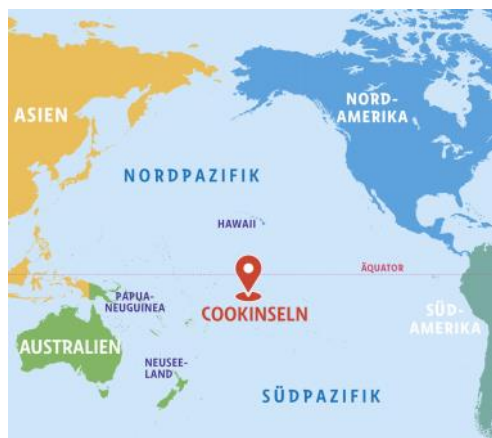 ASIEN
NORD-
AMERIKA
NORDPAZIFIK
HAWAII
ÄQUATOR
PAPUA-
NEUGUINEA
COOKINSELN
SÜD-
AMERIKA
AUSTRALIEN
NEUSEE-
LAND
SÜDPAZIFIK